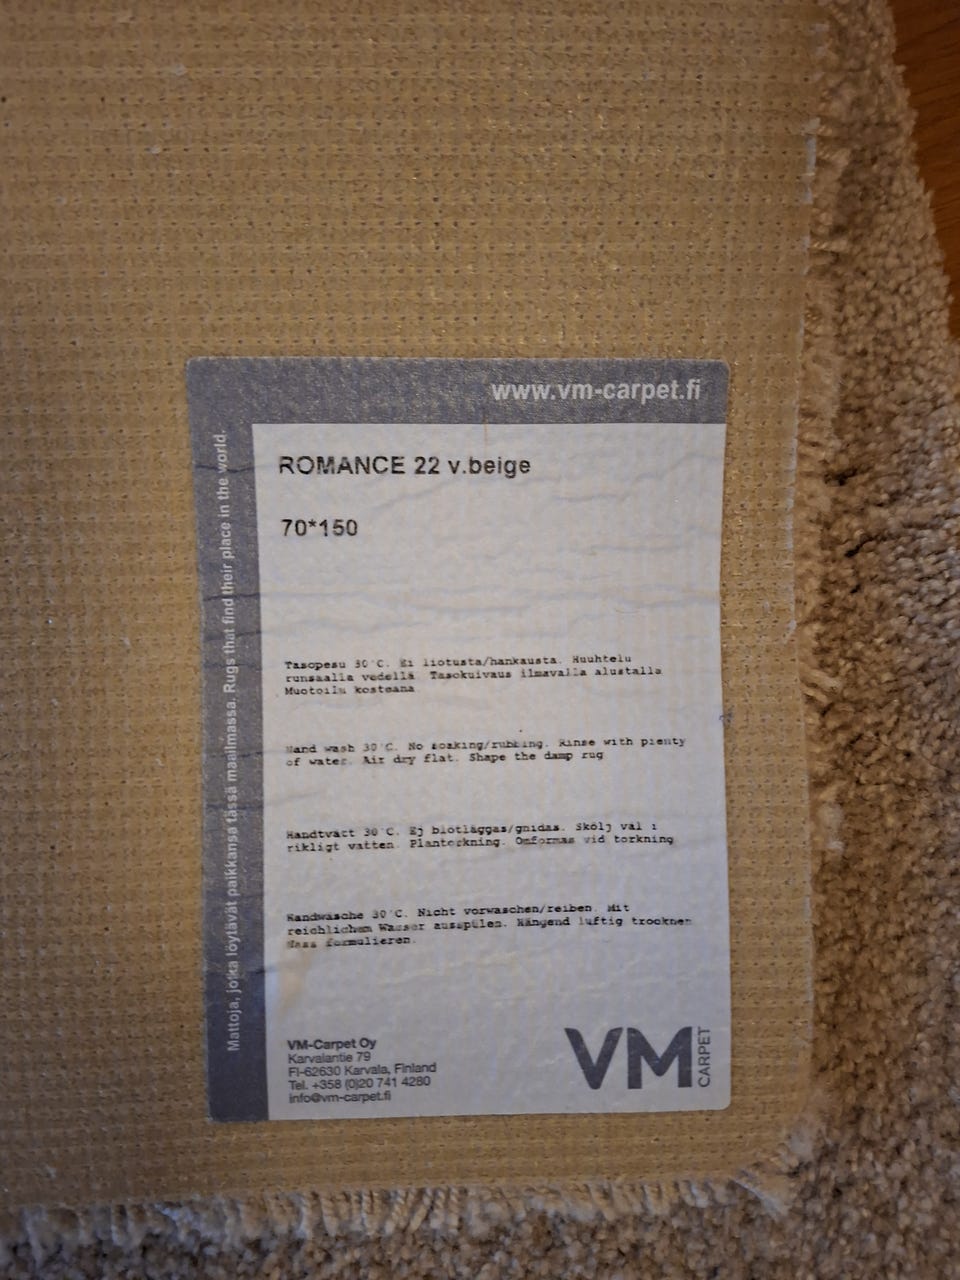 www.vm-carpet.fi
Mattoja, jotka löytävät paikkansa tässä maailmassa. Rugs that find their place in the world.
ROMANCE 22 v.beige
70*150
Tasopesu 30°C. Ei liotusta/hankausta. Huuhtelu
runsaalla vedellä. Tasokuivaus ilmavalla alustalla
Muotoilu kosteana
Hand wash 30°C. No soaking/rubbing. Rinse with plenty
of water. Air dry flat. Shape the damp rug
Handtvätt 30°C. Ej blötläggas/gnidas. Skölj väl i
rikligt vatten. Plantorkning. Omformas vid torkning
Handwäsche 30°C. Nicht vorwaschen/reiben. Mit
reichlichem Wasser ausspülen. Hängend luftig trocknen
Nass formulieren.
VM-Carpet Oy
Karvalantie 79
FI-62630 Karvala, Finland
Tel. +358 (0)20 741 4280
info@vm-carpet.fi
VM
CARPET